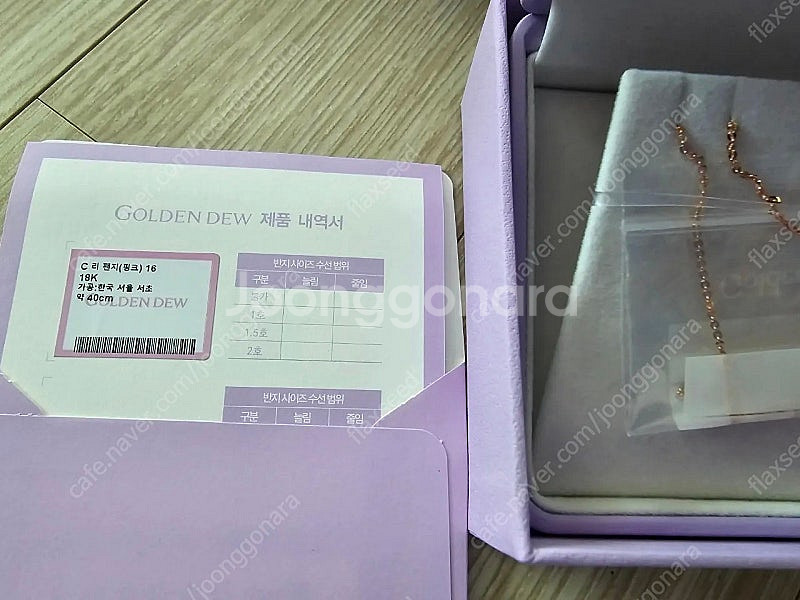 GOLDEN DEW 제품 내역서
C 리 팬지(핑크) 16
18K
가공:한국 서울 서초
약 40cm
GOLDEN DEW
반지 사이즈 수선 범위
구분 늘림 줄임
1호
1.5호
2호
반지 사이즈 수선 범위
구분 늘림 줄임
Joonggonara
cafe.naver.com/joonggonara
flaxseed